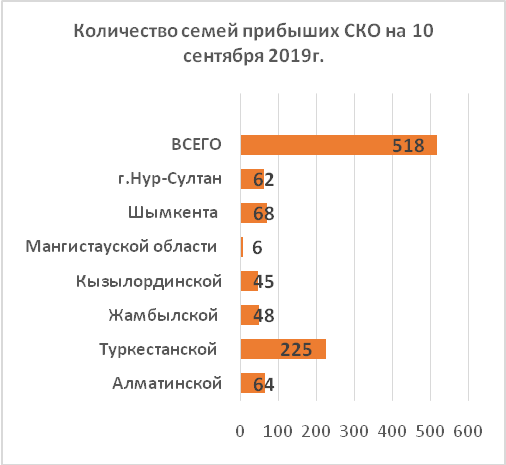 Количество семей прибыших СКО на 10
сентября 2019г.
ВСЕГО 518
г.Нур-Султан 62
Шымкента 68
Мангистауской области 6
Кызылординской 45
Жамбылской 48
Туркестанской 225
Алматинской 64
0 100 200 300 400 500 600